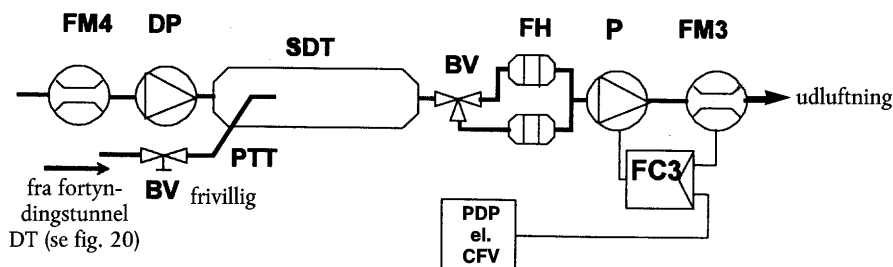 FM4 DP SDT BV FH P FM3
udluftning
PTT
BV frivillig
fra fortyn-
dingstunnel
DT (se fig. 20)
FC3
PDP
el.
CFV